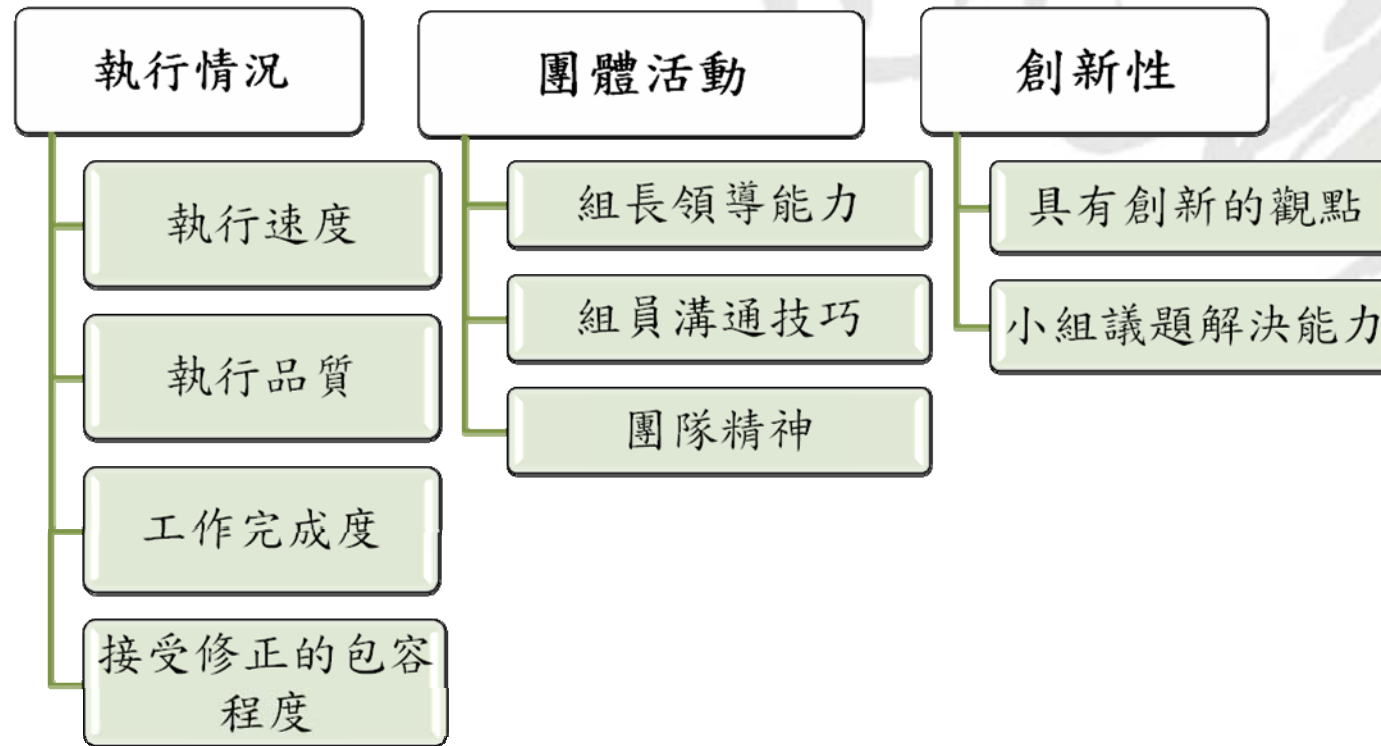 執行情況
執行速度
執行品質
工作完成度
接受修正的包容
程度
團體活動
組長領導能力
組員溝通技巧
團隊精神
創新性
具有創新的觀點
小組議題解決能力